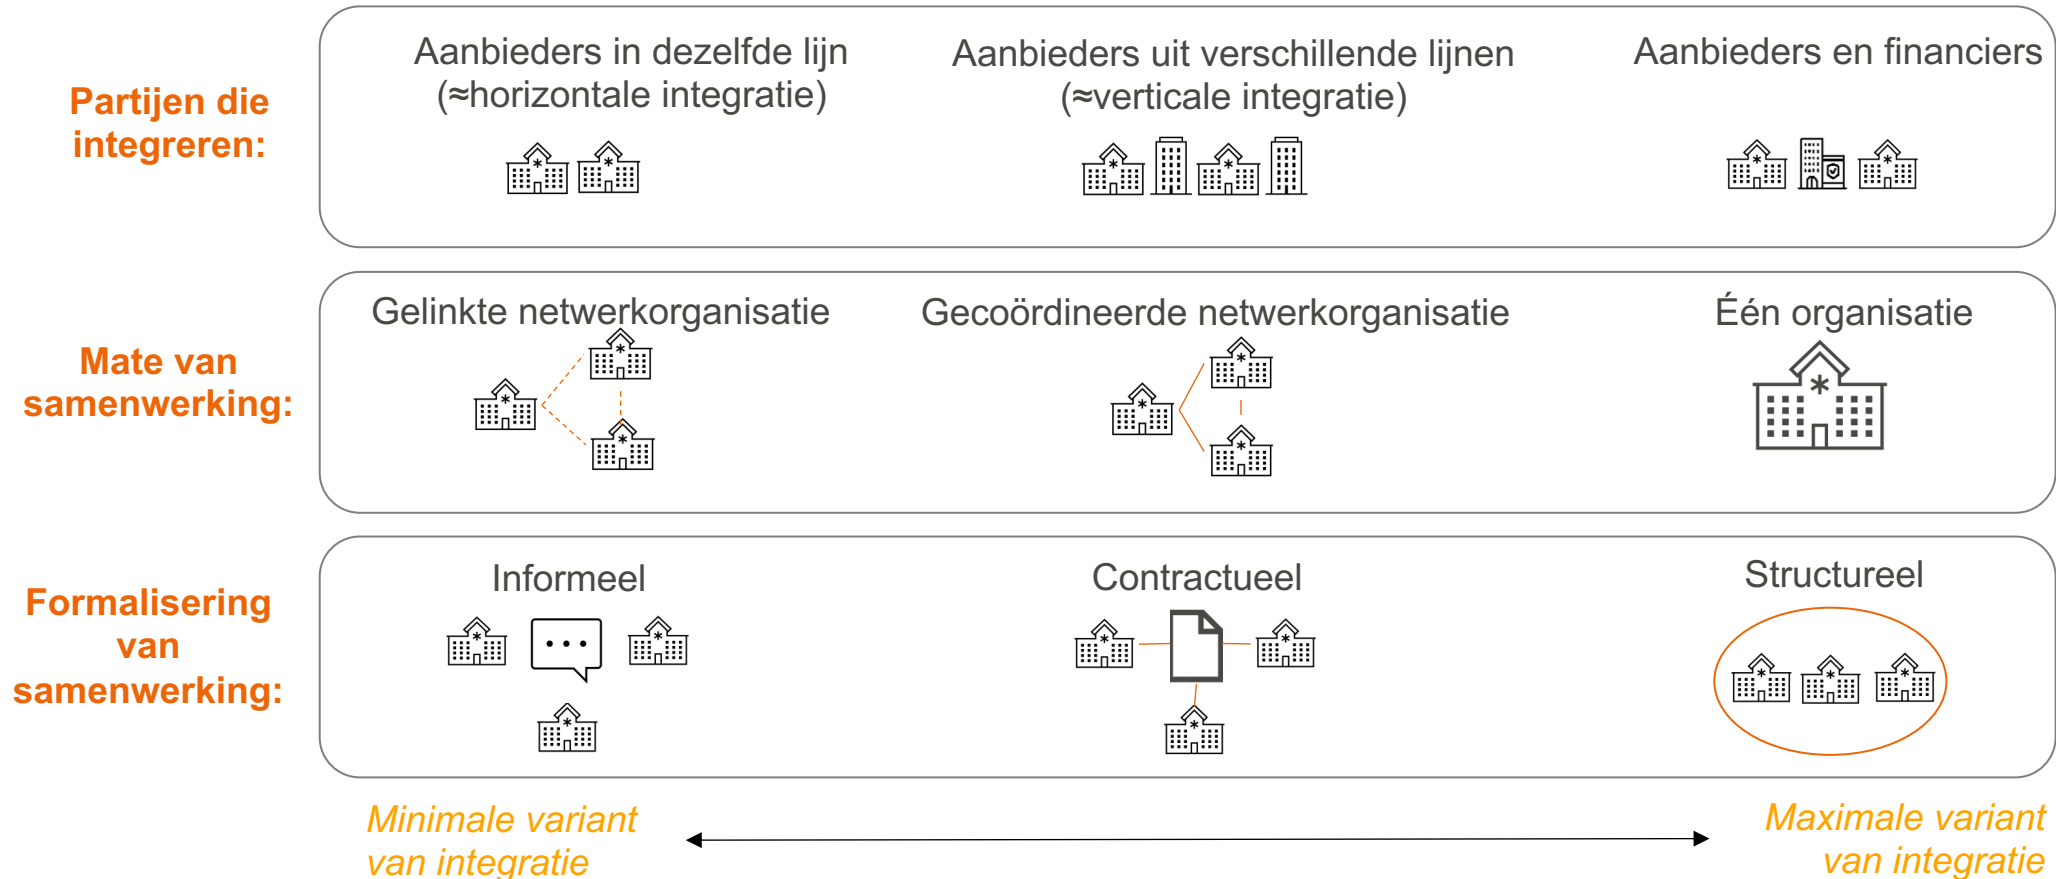 Partijen die
integreren:
Aanbieders in dezelfde lijn
(≈horizontale integratie)
Aanbieders uit verschillende lijnen
(≈verticale integratie)
Aanbieders en financiers
Mate van
samenwerking:
Gelinkte netwerkorganisatie
Gecoördineerde netwerkorganisatie
Één organisatie
Formalisering
van
samenwerking:
Informeel
Contractueel
Structureel
Minimale variant
van integratie
Maximale variant
van integratie